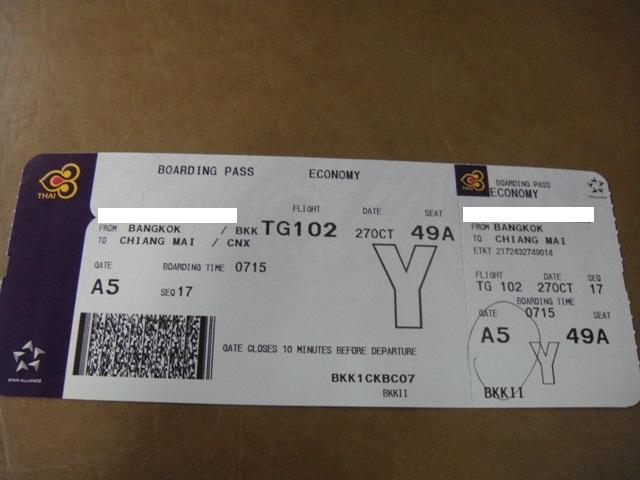 THAI
BOARDING PASS ECONOMY
FLIGHT DATE SEAT
FROM BANGKOK / BKK TG102 27OCT 49A
TO CHIANG MAI / CNX
GATE BOARDING TIME 0715
A5 SEQ 17
Y
GATE CLOSES 10 MINUTES BEFORE DEPARTURE
BKK1CKBC07
BKKII
STAR ALLIANCE
BOARDING PASS
ECONOMY
FROM BANGKOK
TO CHIANG MAI
ETKT 2172432749014
FLIGHT DATE SEQ
TG 102 27OCT 17
BOARDING TIME
GATE 0715 SEAT
A5 49A
Y
BKKII